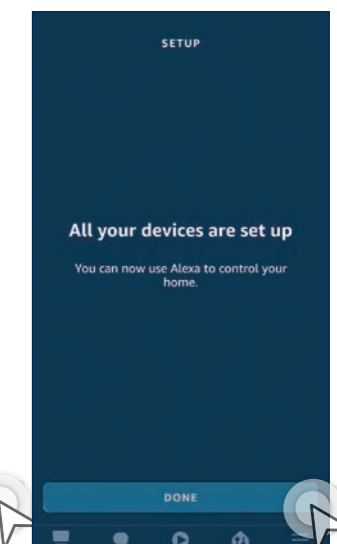 SETUP
All your devices are set up
You can now use Alexa to control your
home.
DONE